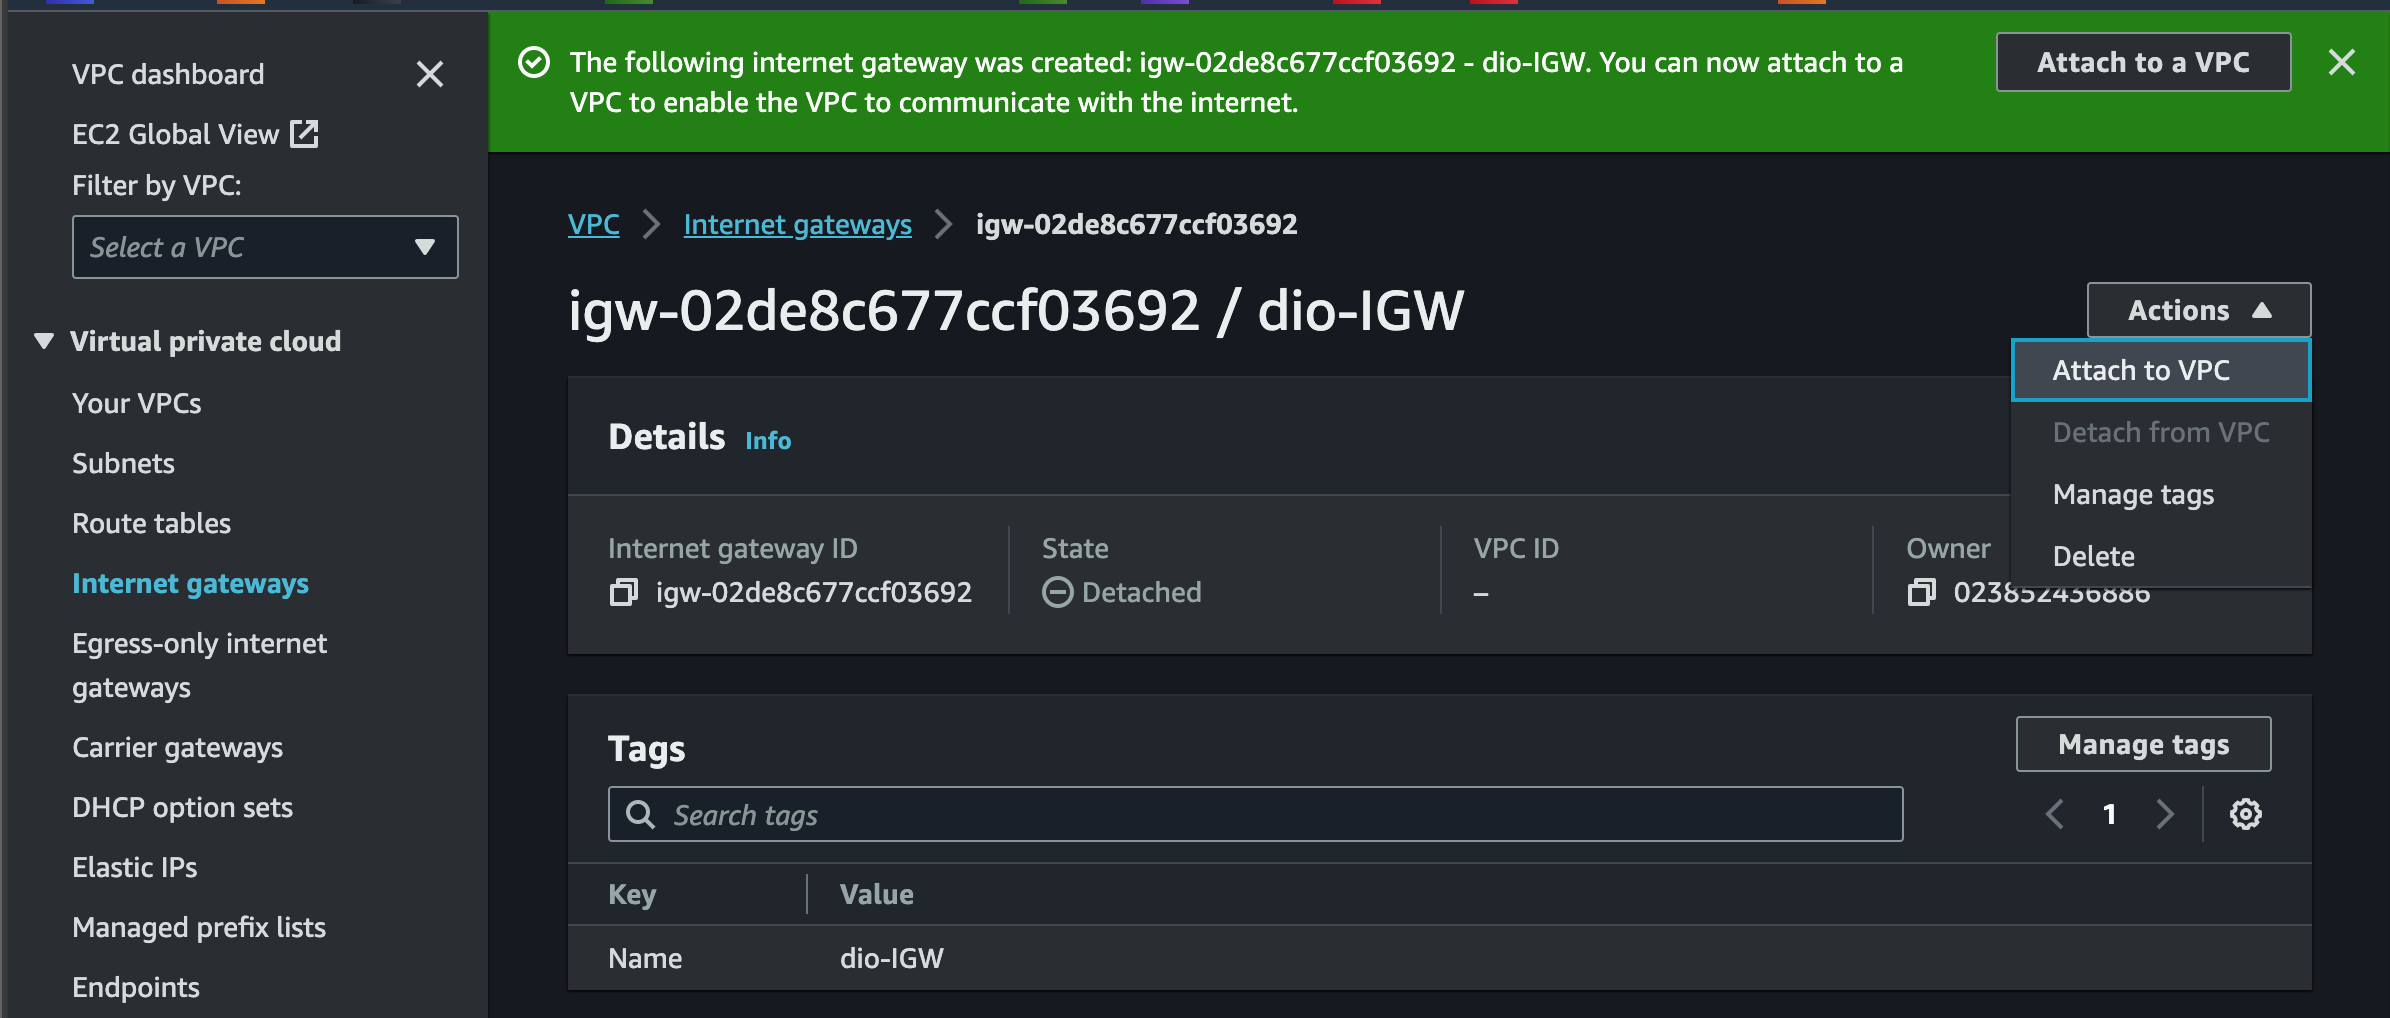 VPC dashboard
EC2 Global View
Filter by VPC:
Select a VPC
Virtual private cloud
Your VPCs
Subnets
Route tables
Internet gateways
Egress-only internet
gateways
Carrier gateways
DHCP option sets
Elastic IPs
Managed prefix lists
Endpoints
The following internet gateway was created: igw-02de8c677ccf03692 - dio-IGW. You can now attach to a
VPC to enable the VPC to communicate with the internet.
Attach to a VPC
VPC > Internet gateways > igw-02de8c677ccf03692
igw-02de8c677ccf03692 / dio-IGW
Actions
Attach to VPC
Detach from VPC
Manage tags
Delete
Details Info
Internet gateway ID
igw-02de8c677ccf03692
State
Detached
VPC ID
–
Owner
023852436886
Tags
Manage tags
Search tags
1
Key Value
Name dio-IGW